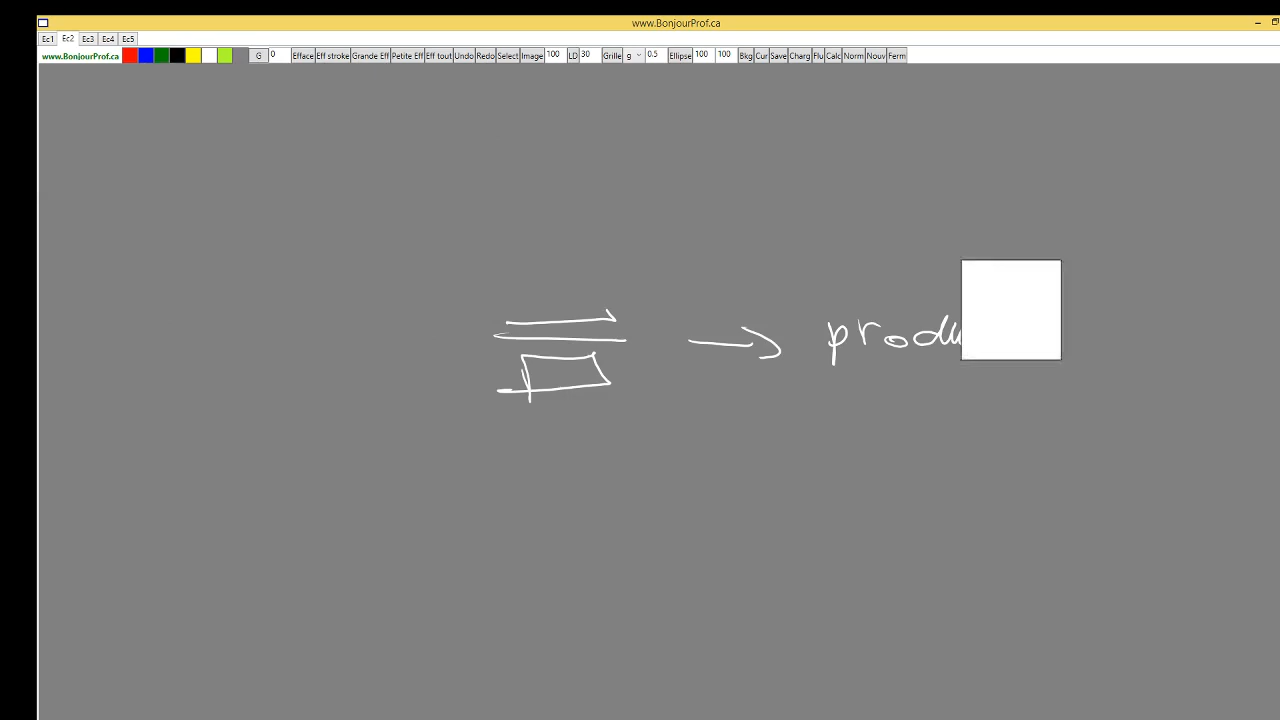 www.BonjourProf.ca
Ec1 Ec2 Ec3 Ec4 Ec5
www.BonjourProf.ca G 0 Efface Eff stroke Grande Eff Petite Eff Eff tout Undo Redo Select Image 100 LD 30 Grille g 0.5 Ellipse 100 100 Bkg Cur Save Charg Flu Calc Norm Nouv Ferm